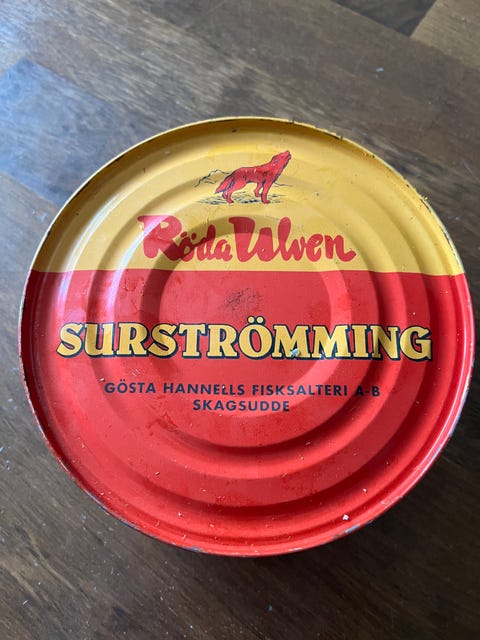 Röda Ulven
SURSTRÖMMING
GÖSTA HANNELLS FISKSALTERI A-B
SKAGSUDDE